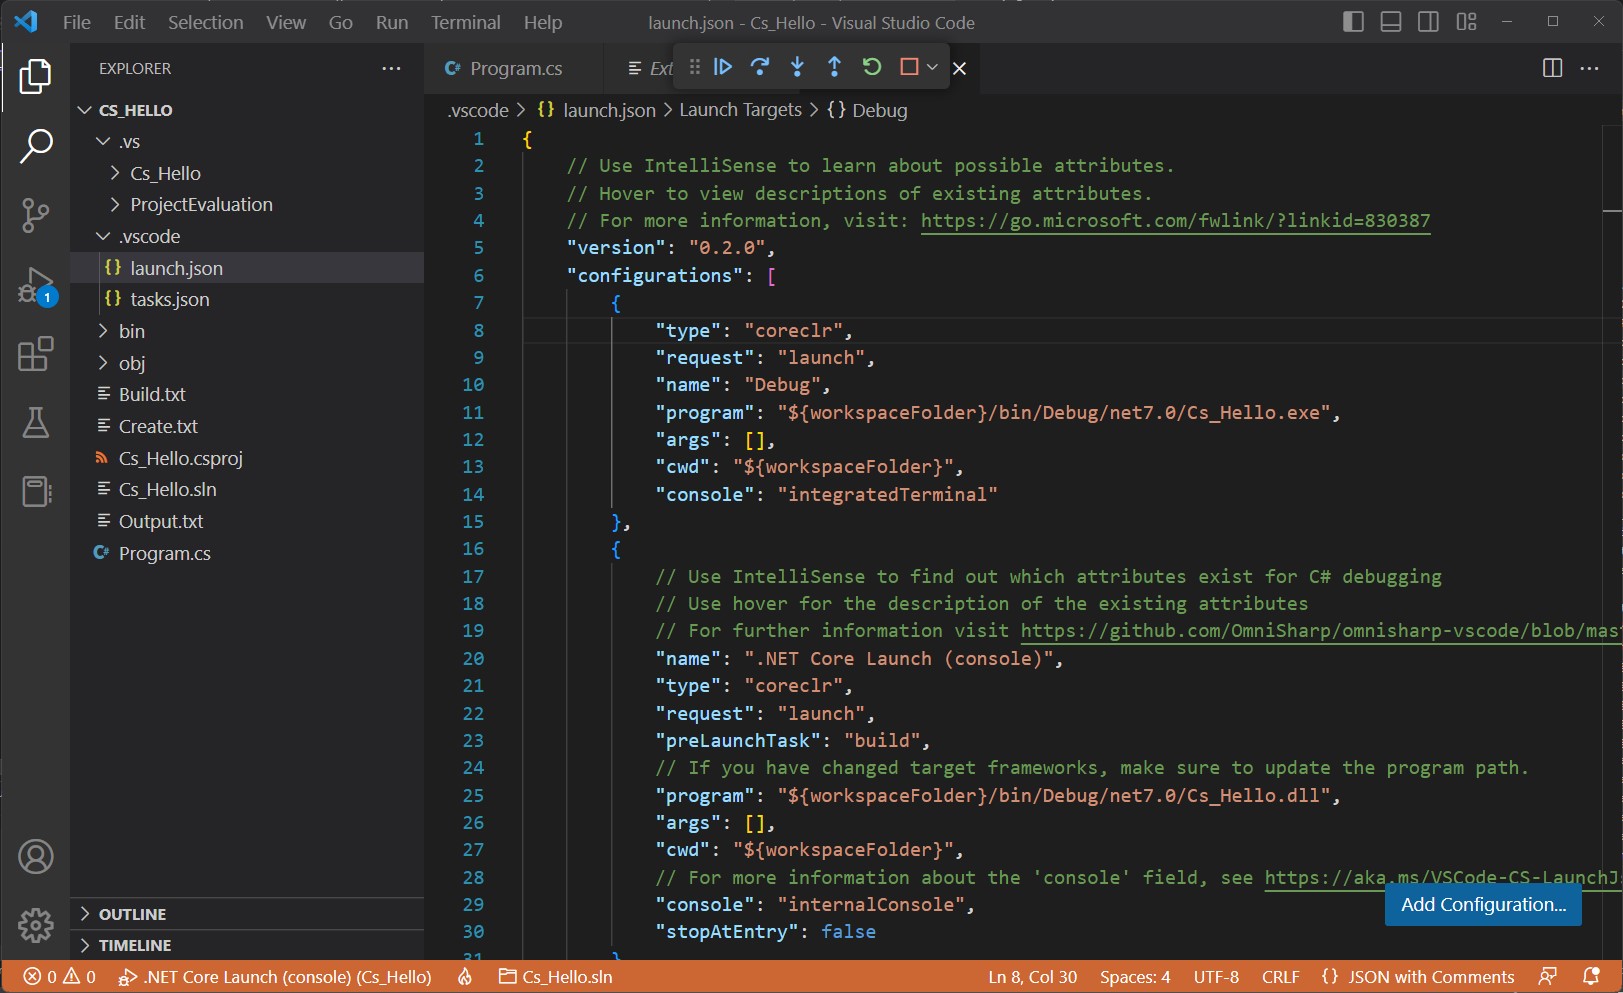 File Edit Selection View Go Run Terminal Help launch.json - Cs_Hello - Visual Studio Code
EXPLORER
Program.cs
Ext
CS_HELLO
.vs
Cs_Hello
ProjectEvaluation
.vscode
launch.json
tasks.json
bin
obj
Build.txt
Create.txt
Cs_Hello.csproj
Cs_Hello.sln
Output.txt
Program.cs
OUTLINE
TIMELINE
1
.vscode > {} launch.json > Launch Targets > {} Debug
1 {
2 // Use IntelliSense to learn about possible attributes.
3 // Hover to view descriptions of existing attributes.
4 // For more information, visit: https://go.microsoft.com/fwlink/?linkid=830387
5 "version": "0.2.0",
6 "configurations": [
7 {
8 "type": "coreclr",
9 "request": "launch",
10 "name": "Debug",
11 "program": "${workspaceFolder}/bin/Debug/net7.0/Cs_Hello.exe",
12 "args": [],
13 "cwd": "${workspaceFolder}",
14 "console": "integratedTerminal"
15 },
16 {
17 // Use IntelliSense to find out which attributes exist for C# debugging
18 // Use hover for the description of the existing attributes
19 // For further information visit https://github.com/OmniSharp/omnisharp-vscode/blob/mas
20 "name": ".NET Core Launch (console)",
21 "type": "coreclr",
22 "request": "launch",
23 "preLaunchTask": "build",
24 // If you have changed target frameworks, make sure to update the program path.
25 "program": "${workspaceFolder}/bin/Debug/net7.0/Cs_Hello.dll",
26 "args": [],
27 "cwd": "${workspaceFolder}",
28 // For more information about the 'console' field, see https://aka.ms/VSCode-CS-LaunchJs
29 "console": "internalConsole",
30 "stopAtEntry": false
31 }
Add Configuration...
0 0 .NET Core Launch (console) (Cs_Hello) Cs_Hello.sln Ln 8, Col 30 Spaces: 4 UTF-8 CRLF {} JSON with Comments